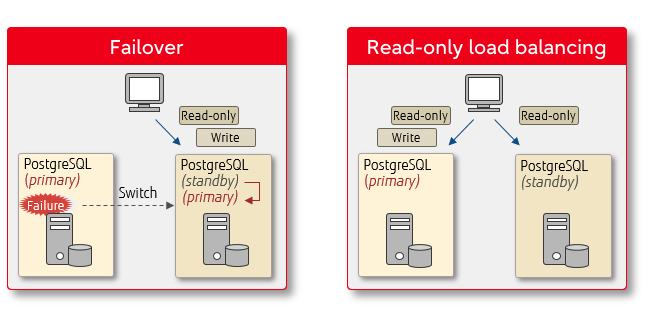 Failover
Read-only
Write
PostgreSQL
(primary)
Failure
Switch
PostgreSQL
(standby)
(primary)
Read-only load balancing
Read-only
Write
Read-only
PostgreSQL
(primary)
PostgreSQL
(standby)